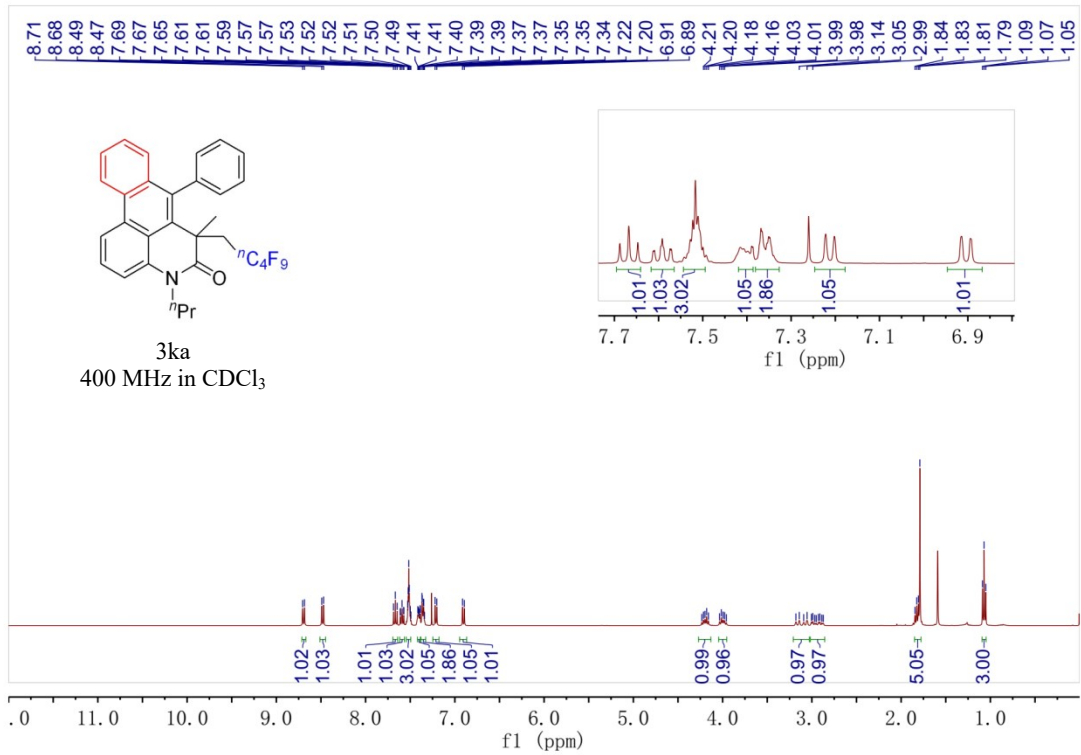 8.71 8.68 8.49 8.47 7.69 7.67 7.65 7.61 7.61 7.59 7.57 7.57 7.53 7.52 7.52 7.51 7.50 7.49 7.41 7.41 7.40 7.39 7.39 7.37 7.37 7.35 7.35 7.34 7.22 7.20 6.91 6.89 4.21 4.20 4.18 4.16 4.03 4.01 3.99 3.98 3.14 3.05 2.99 1.84 1.83 1.81 1.79 1.09 1.07 1.05
nC4F9
O
N
nPr
3ka
400 MHz in CDCl3
1.01 1.03 3.02 1.05 1.86 1.05 1.01
7.7 7.5 7.3 7.1 6.9
f1 (ppm)
1.02 1.03 1.01 1.03 3.02 1.05 1.86 1.05 1.01 0.99 0.96 0.97 0.97 5.05 3.00
.0 11.0 10.0 9.0 8.0 7.0 6.0 5.0 4.0 3.0 2.0 1.0
f1 (ppm)